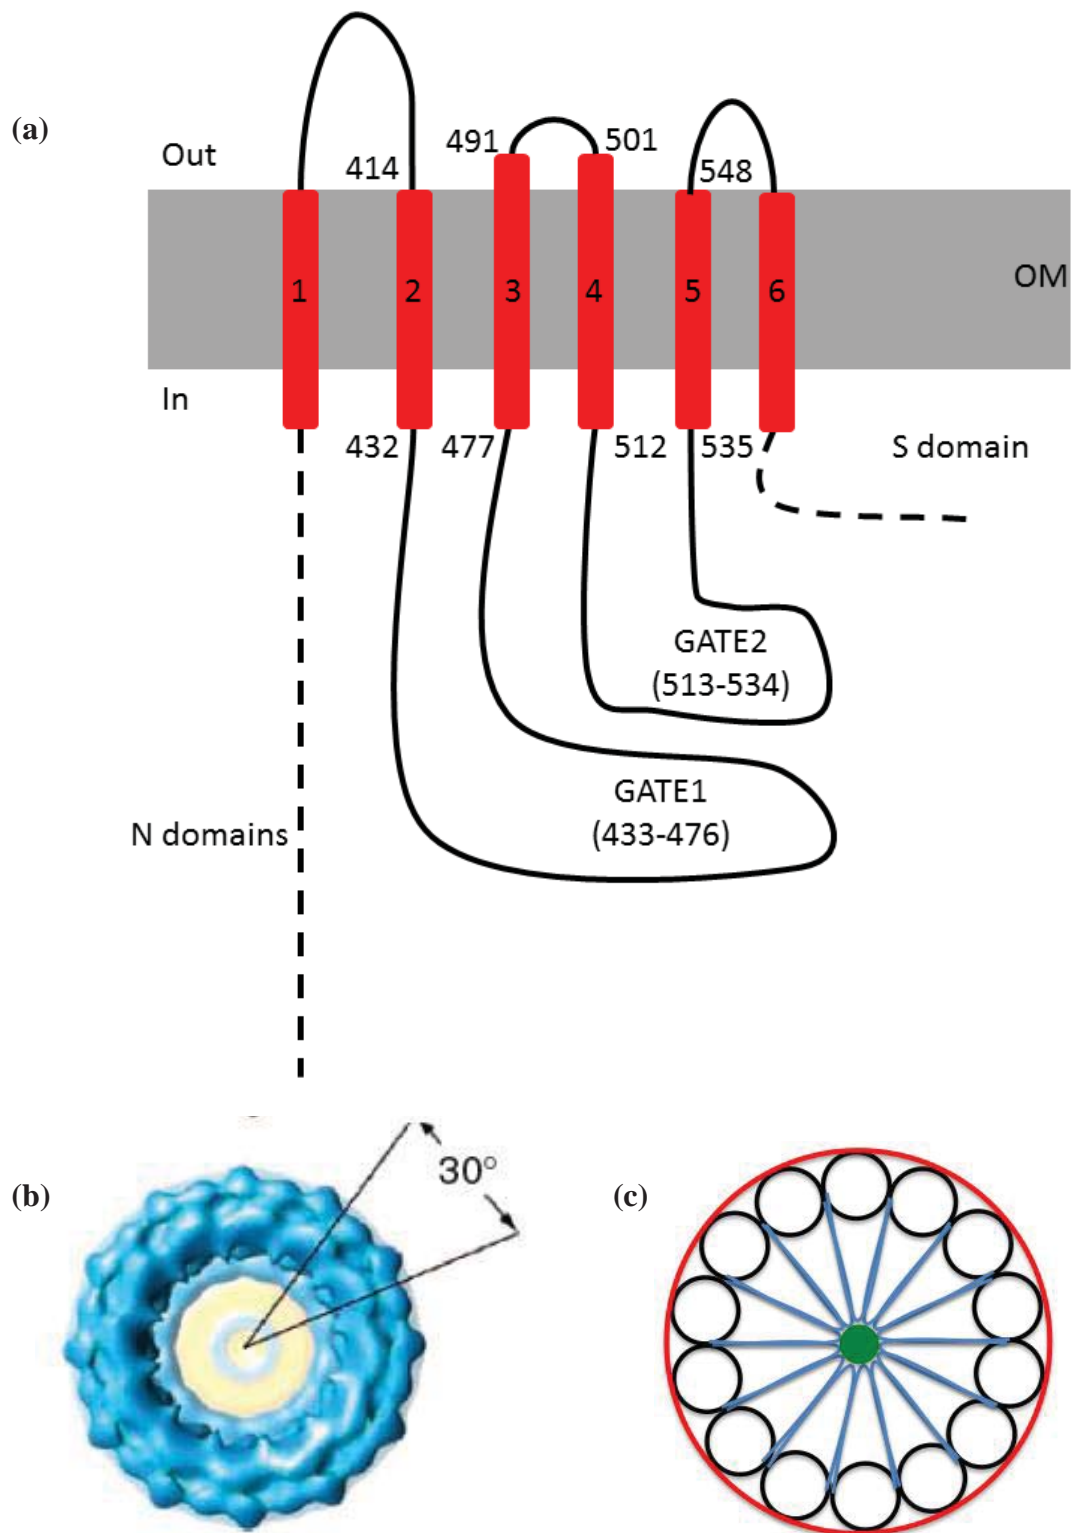 (a)
Out
414
491
501
548
1
2
3
4
5
6
OM
In
432
477
512
535
S domain
GATE2
(513-534)
GATE1
(433-476)
N domains
(b)
30°
(c)